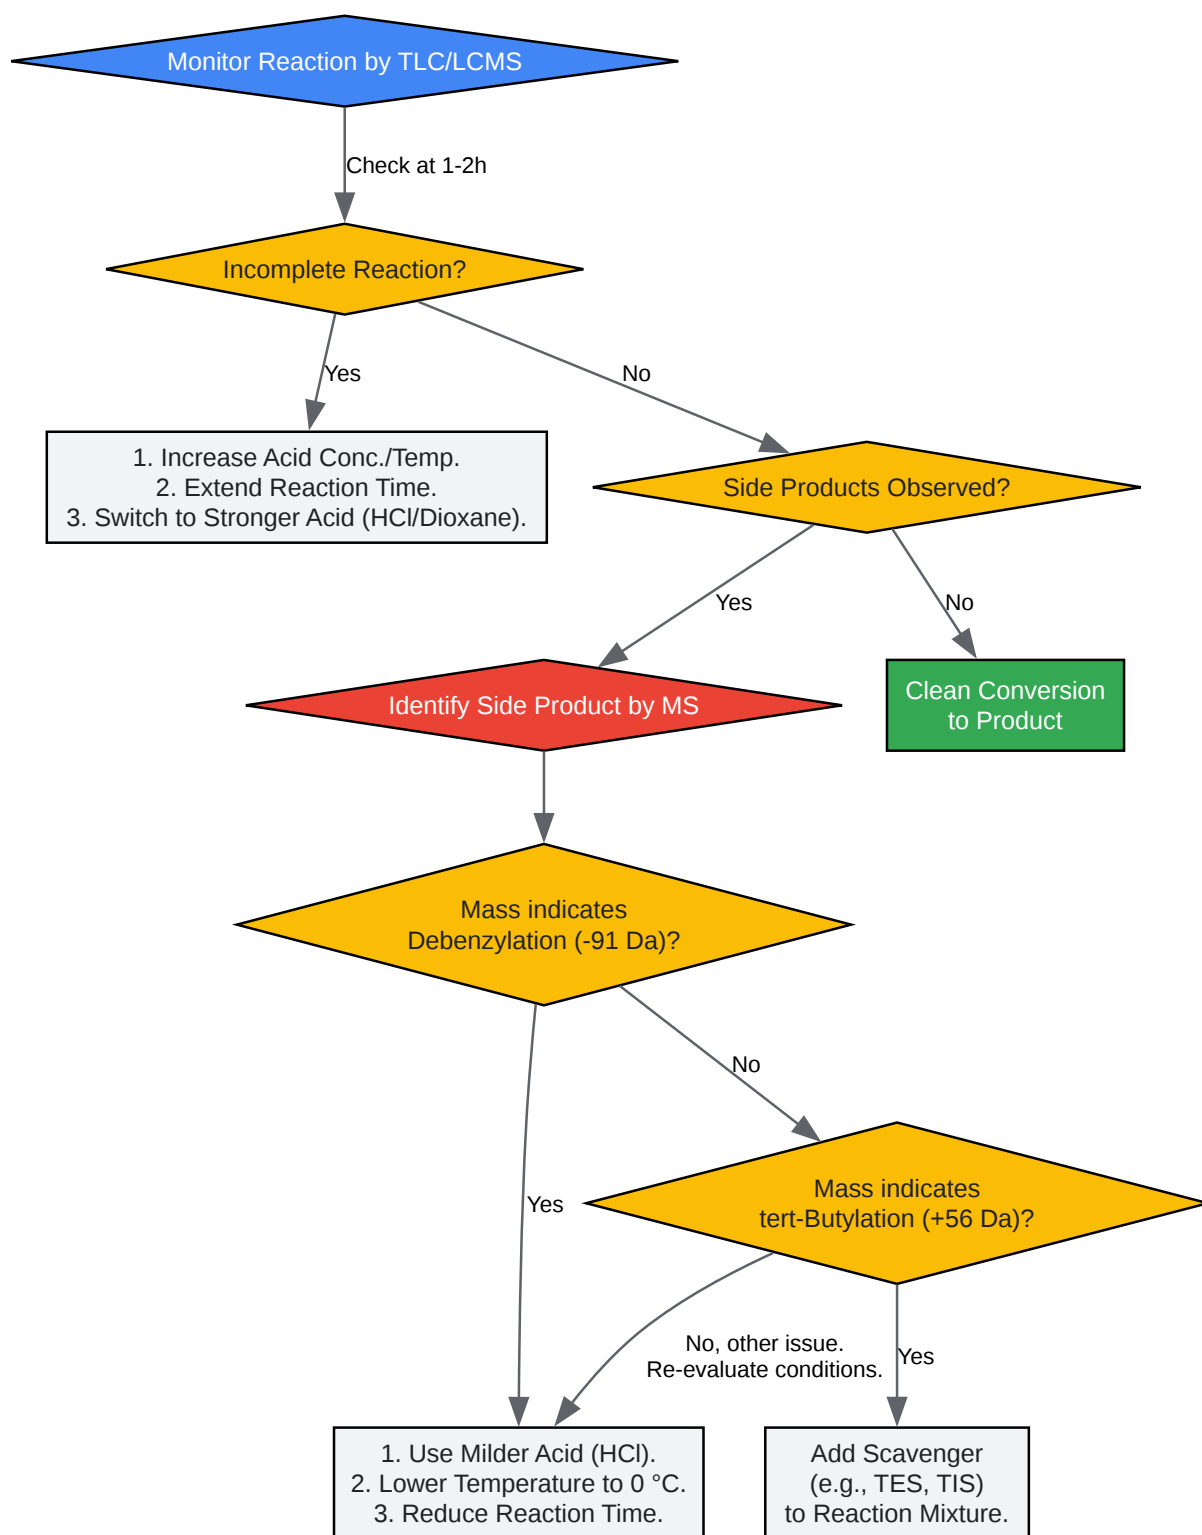 Monitor Reaction by TLC/LCMS
Check at 1-2h
Incomplete Reaction?
Yes
No
1. Increase Acid Conc./Temp.
2. Extend Reaction Time.
3. Switch to Stronger Acid (HCl/Dioxane).
Side Products Observed?
Yes
No
Identify Side Product by MS
Clean Conversion
to Product
Mass indicates
Debenzylation (-91 Da)?
No
Yes
Mass indicates
tert-Butylation (+56 Da)?
No, other issue.
Re-evaluate conditions.
Yes
1. Use Milder Acid (HCl).
2. Lower Temperature to 0 °C.
3. Reduce Reaction Time.
Add Scavenger
(e.g., TES, TIS)
to Reaction Mixture.